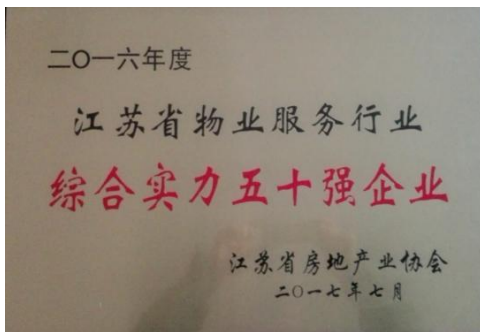 二〇一六年度
江苏省物业服务行业
综合实力五十强企业
江苏省房地产业协会
二〇一七年七月